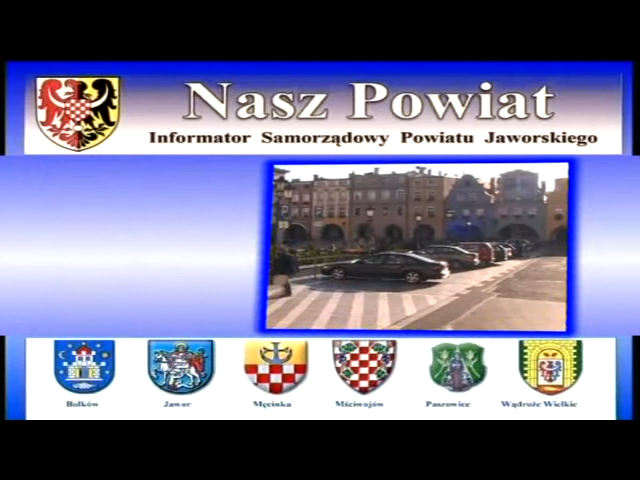 Nasz Powiat
Informator Samorządowy Powiatu Jaworskiego
Bolków Jawor Męcinka Mściwojów Paszowice Wądroże Wielkie